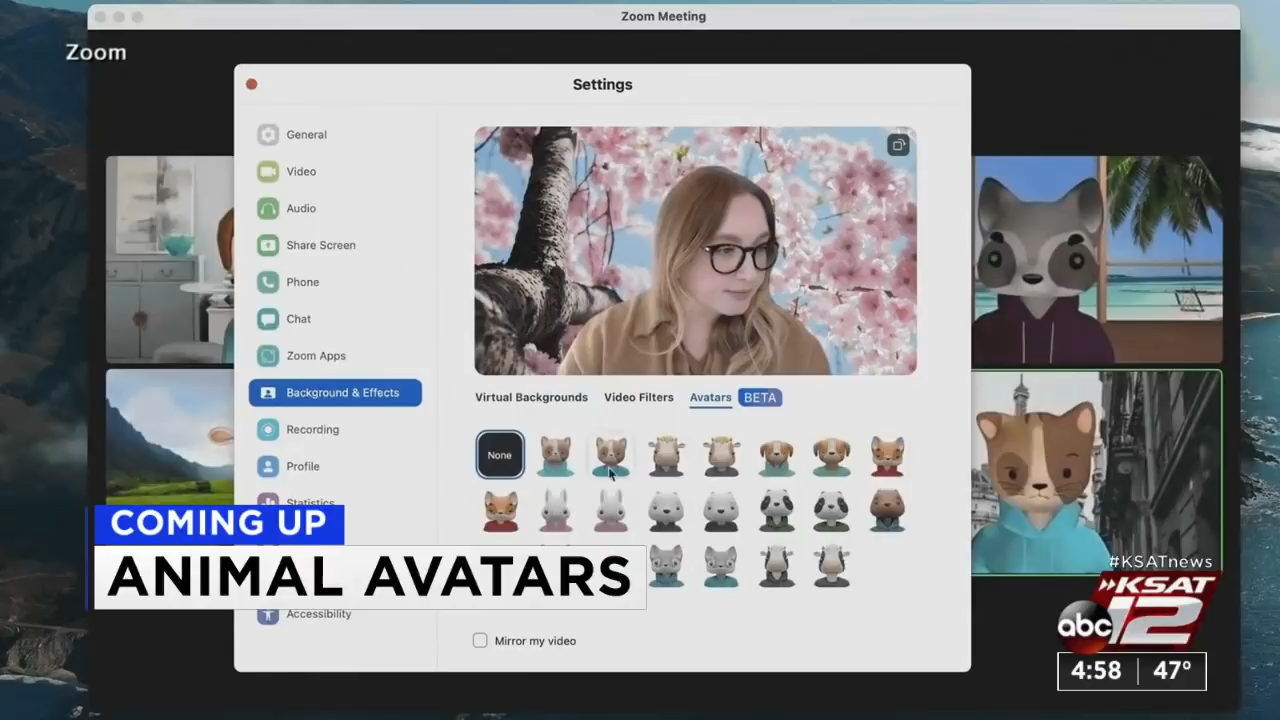 Zoom Meeting
Zoom
Settings
General
Video
Audio
Share Screen
Phone
Chat
Zoom Apps
Background & Effects
Recording
Profile
Statistics
Accessibility
Virtual Backgrounds
Video Filters
Avatars
BETA
None
Mirror my video
COMING UP
ANIMAL AVATARS
#KSATnews
KSAT
abc
12
4:58
47°